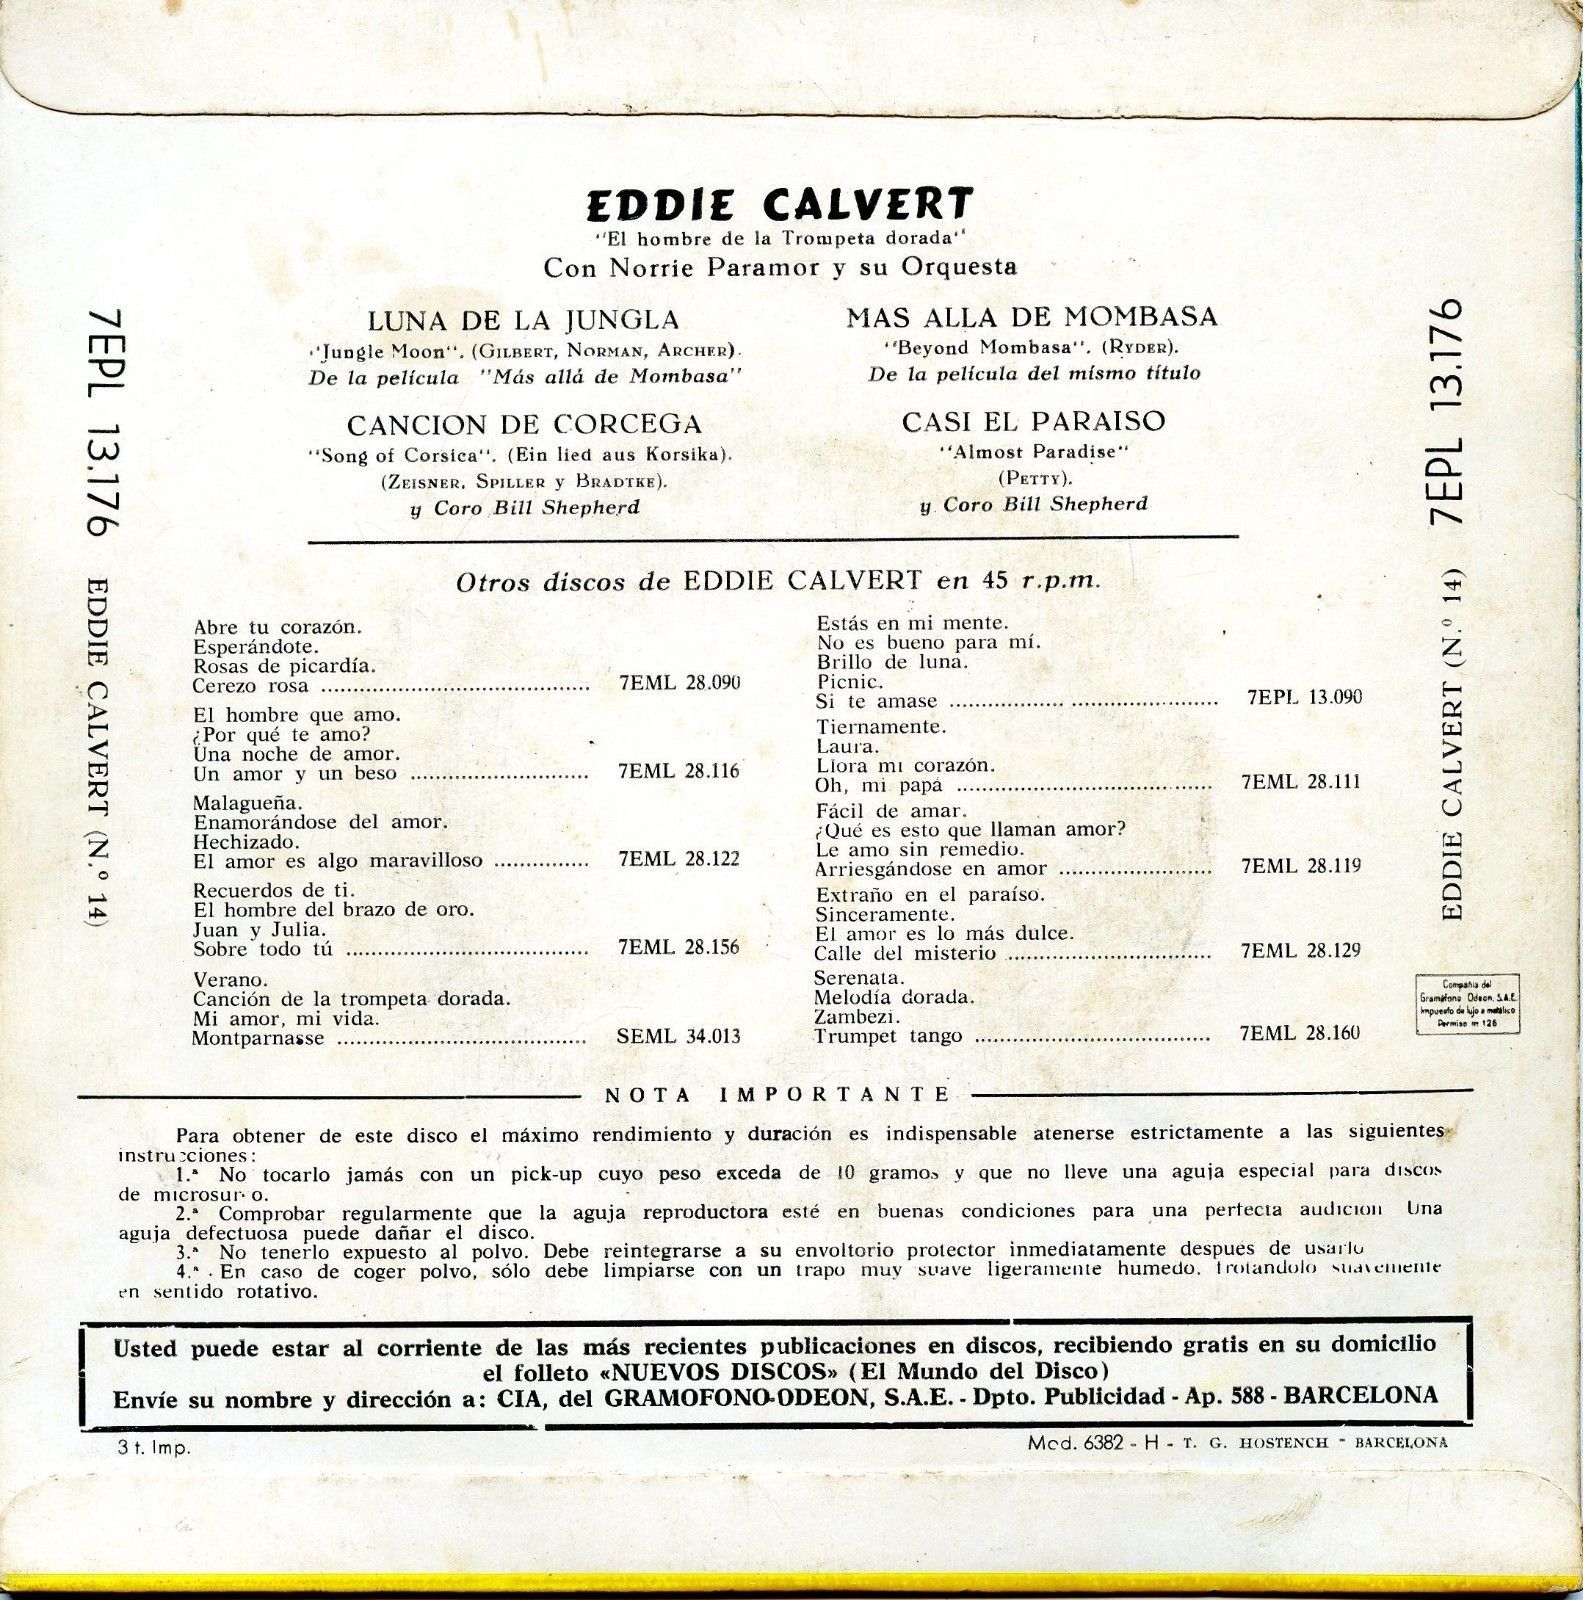 EDDIE CALVERT
"El hombre de la Trompeta dorada"
Con Norrie Paramor y su Orquesta
LUNA DE LA JUNGLA
"Jungle Moon". (GILBERT, NORMAN, ARCHER).
De la película "Más allá de Mombasa"
CANCION DE CORCEGA
"Song of Corsica". (Ein lied aus Korsika).
(ZEISNER, SPILLER y BRADTKE).
y Coro Bill Shepherd
MAS ALLA DE MOMBASA
"Beyond Mombasa". (RYDER).
De la película del mismo título
CASI EL PARAISO
"Almost Paradise"
(PETTY).
y Coro Bill Shepherd
7EPL 13.176 EDDIE CALVERT (N.º 14)
7EPL 13.176 EDDIE CALVERT (N.º 14)
Otros discos de EDDIE CALVERT en 45 r.p.m.
Abre tu corazón.
Esperándote.
Rosas de picardía.
Cerezo rosa .......... 7EML 28.090
El hombre que amo.
¿Por qué te amo?
Una noche de amor.
Un amor y un beso .......... 7EML 28.116
Malagueña.
Enamorándose del amor.
Hechizado.
El amor es algo maravilloso .......... 7EML 28.122
Recuerdos de ti.
El hombre del brazo de oro.
Juan y Julia.
Sobre todo tú .......... 7EML 28.156
Verano.
Canción de la trompeta dorada.
Mi amor, mi vida.
Montparnasse .......... SEML 34.013
Estás en mi mente.
No es bueno para mí.
Brillo de luna.
Picnic.
Si te amase .......... 7EPL 13.090
Tiernamente.
Laura.
Llora mi corazón.
Oh, mi papá .......... 7EML 28.111
Fácil de amar.
¿Qué es esto que llaman amor?
Le amo sin remedio.
Arriesgándose en amor .......... 7EML 28.119
Extraño en el paraíso.
Sinceramente.
El amor es lo más dulce.
Calle del misterio .......... 7EML 28.129
Serenata.
Melodía dorada.
Zambezi.
Trumpet tango .......... 7EML 28.160
Compañia del
Gramófono Odeon, S.A.E.
Impuesto de lujo a metálico
Permiso nº 126
NOTA IMPORTANTE
Para obtener de este disco el máximo rendimiento y duración es indispensable atenerse estrictamente a las siguientes
instrucciones:
1.ª No tocarlo jamás con un pick-up cuyo peso exceda de 10 gramos y que no lleve una aguja especial para discos
de microsurco.
2.ª Comprobar regularmente que la aguja reproductora esté en buenas condiciones para una perfecta audicion Una
aguja defectuosa puede dañar el disco.
3.ª No tenerlo expuesto al polvo. Debe reintegrarse a su envoltorio protector inmediatamente despues de usarlo
4.ª En caso de coger polvo, sólo debe limpiarse con un trapo muy suave ligeramente humedo. frotandolo suavemente
en sentido rotativo.
Usted puede estar al corriente de las más recientes publicaciones en discos, recibiendo gratis en su domicilio
el folleto «NUEVOS DISCOS» (El Mundo del Disco)
Envíe su nombre y dirección a: CIA, del GRAMOFONO-ODEON, S.A.E. - Dpto. Publicidad - Ap. 588 - BARCELONA
3 t. Imp.
Mod. 6382 - H - T. G. HOSTENCH - BARCELONA